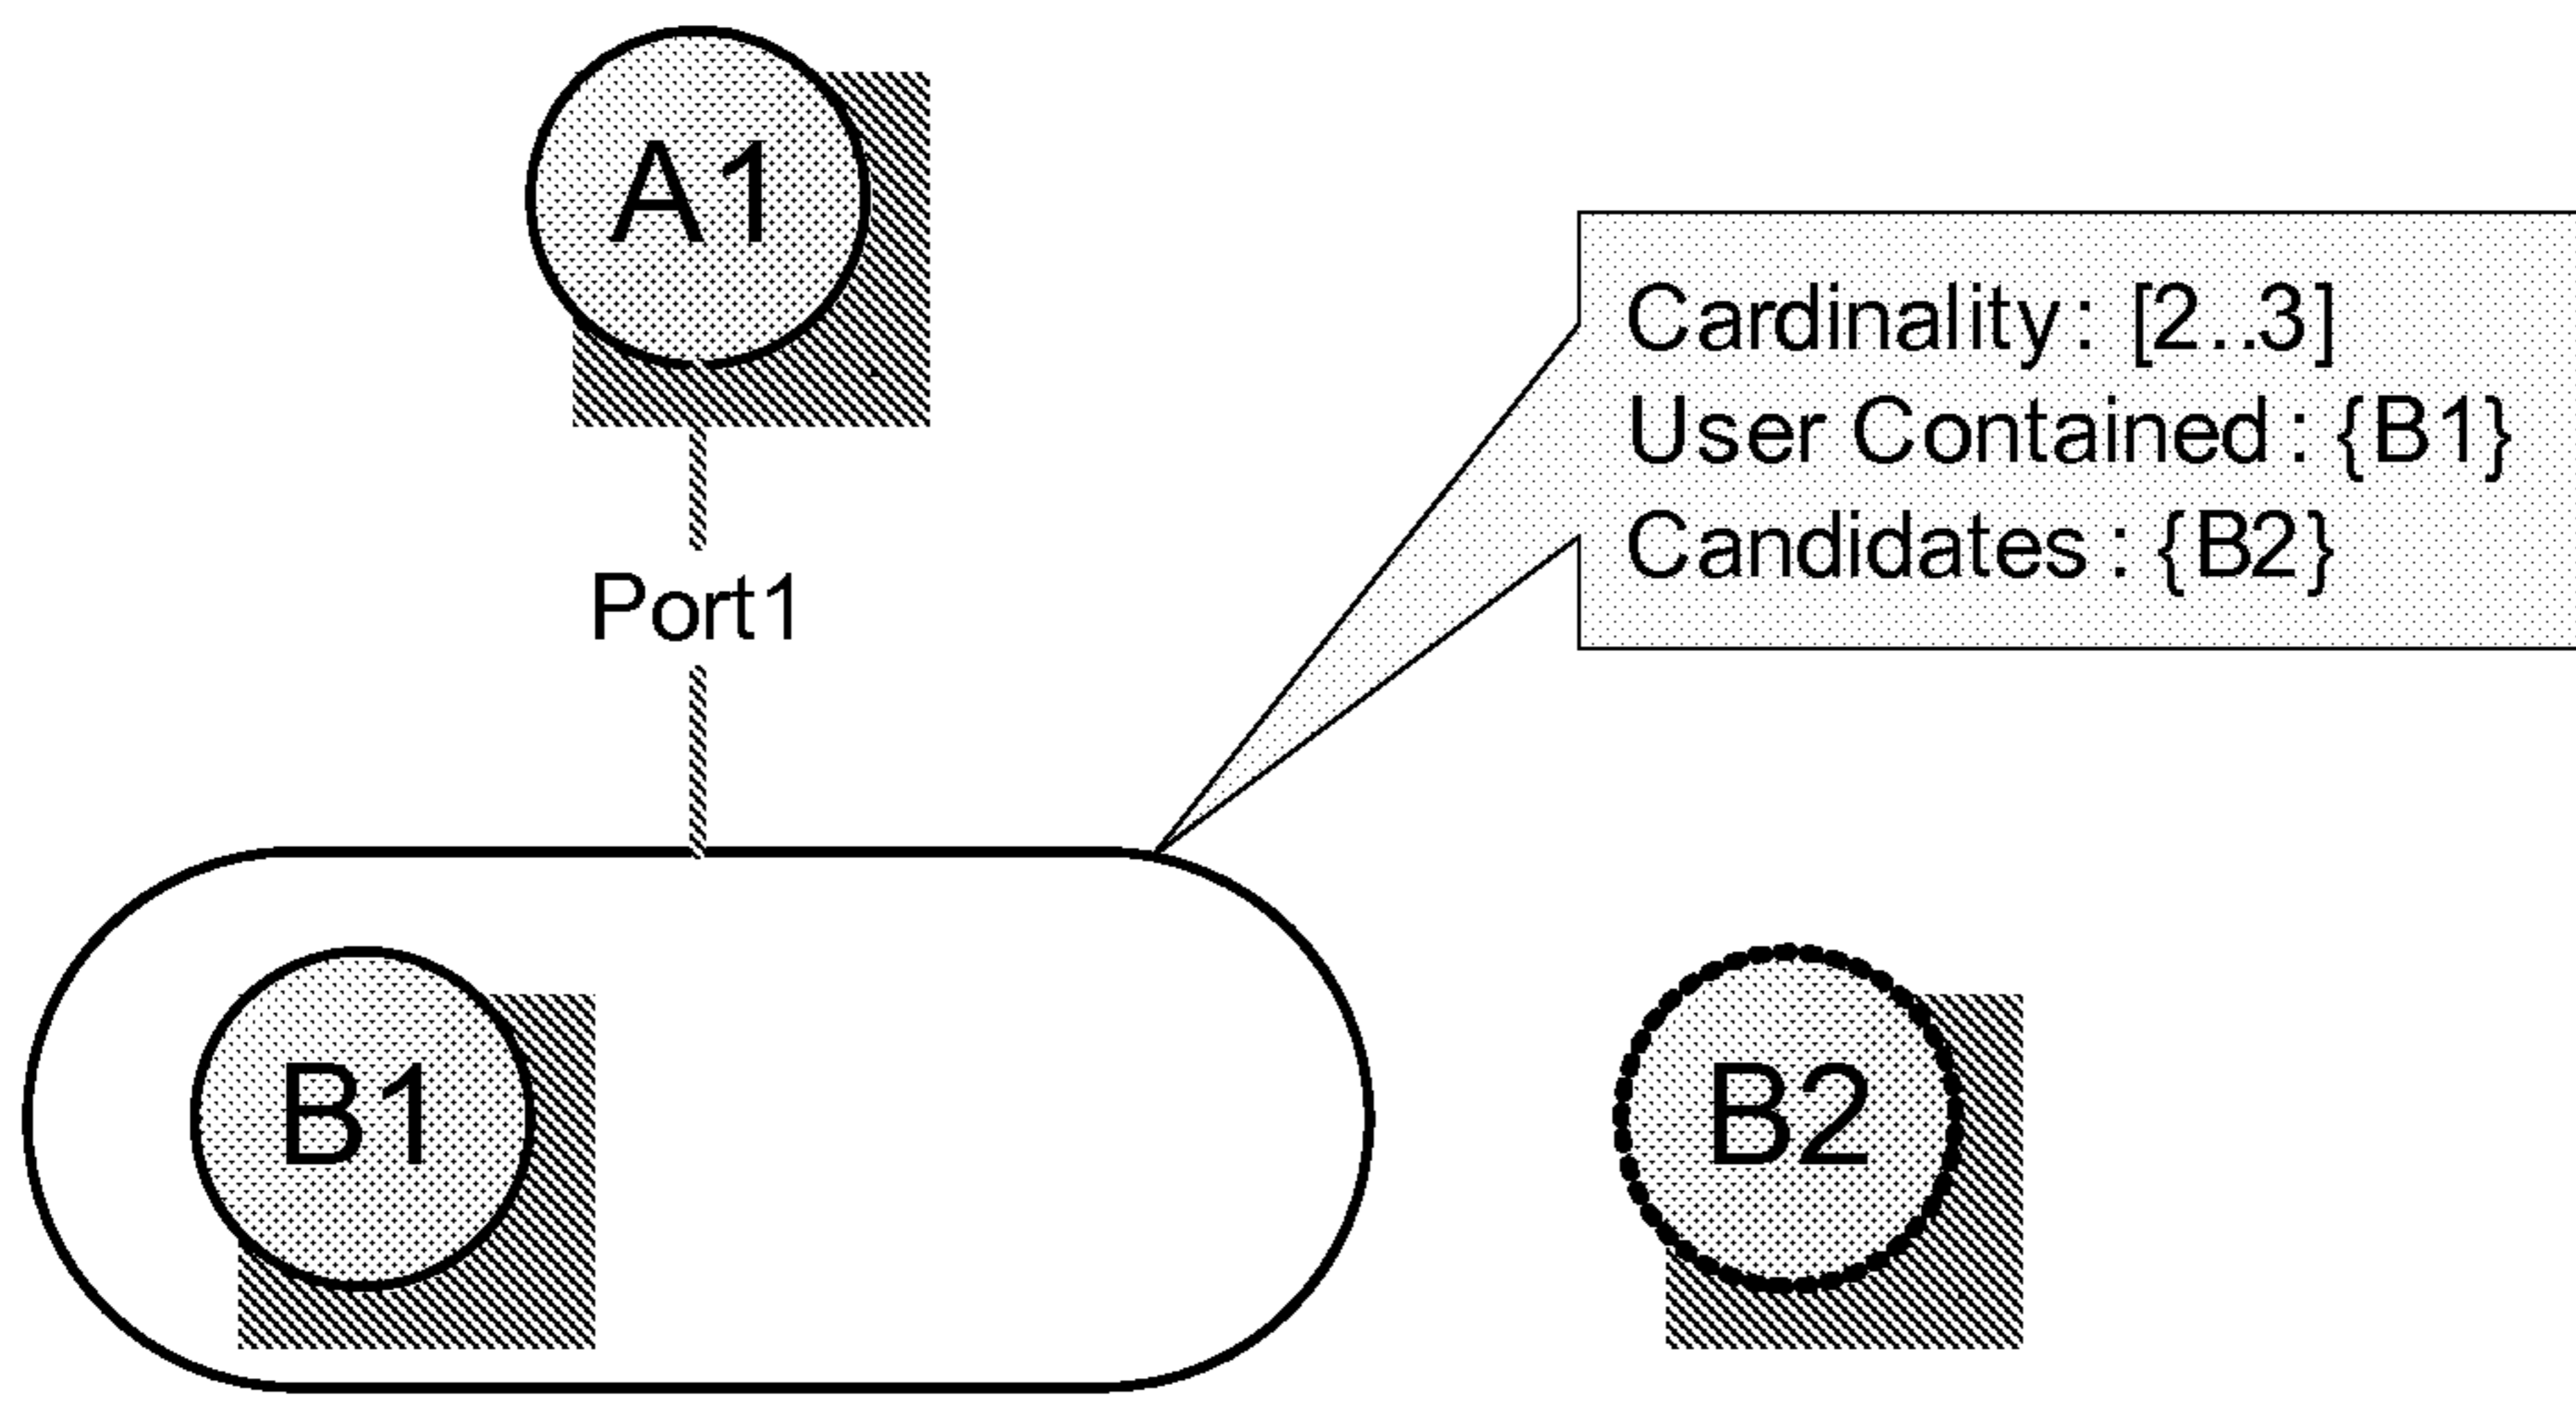 A1
Cardinality: [2..3]
User Contained: {B1}
Candidates: {B2}
Port1
B1
B2